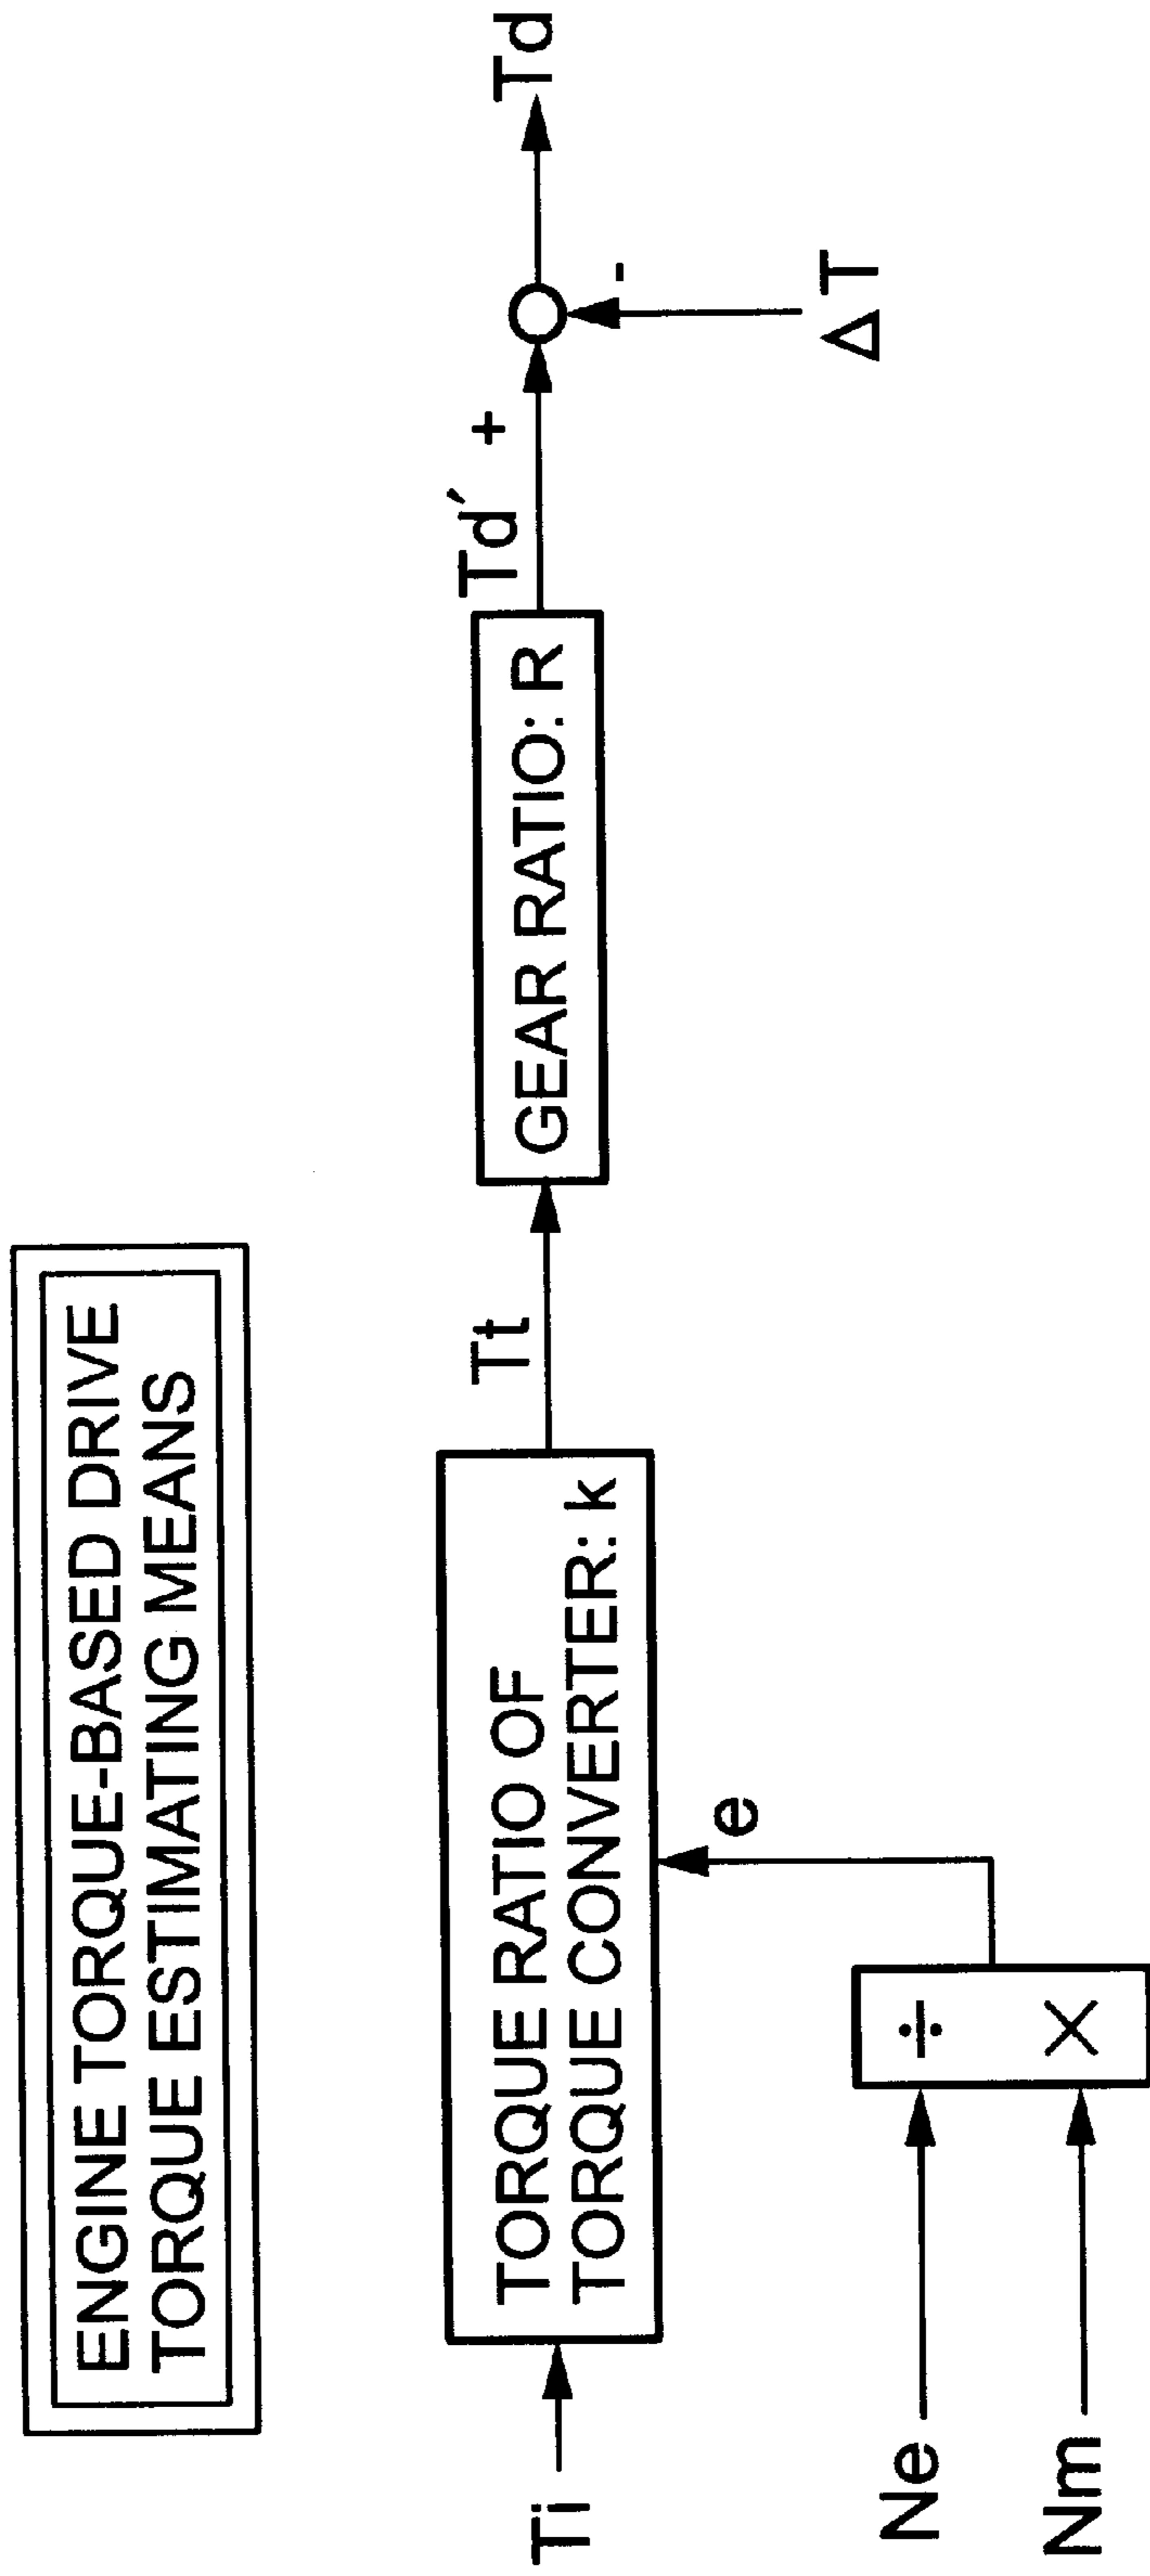 ENGINE TORQUE-BASED DRIVE
TORQUE ESTIMATING MEANS
Ti
TORQUE RATIO OF
TORQUE CONVERTER: k
Tt
GEAR RATIO: R
Td′
+
Td
-
ΔT
e
Ne
÷
Nm
×